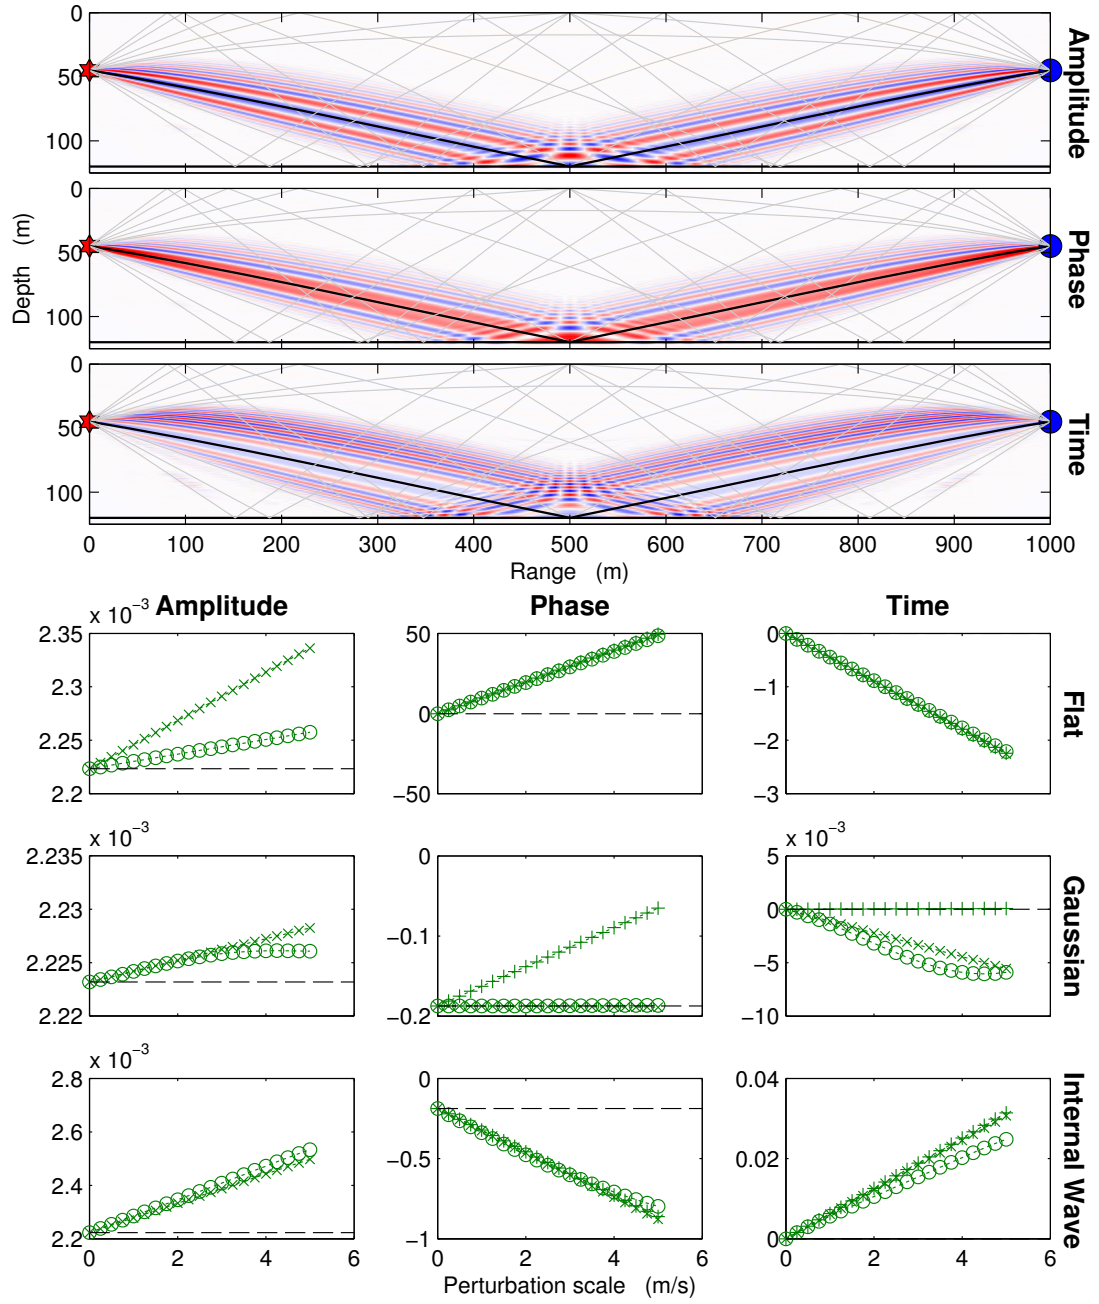 0
50
100
Amplitude
0
50
100
Depth (m)
Phase
0
50
100
Time
0 100 200 300 400 500 600 700 800 900 1000
Range (m)
x 10⁻³ Amplitude
Phase
Time
2.35
2.3
2.25
2.2
50
0
−50
0
−1
−2
−3
Flat
x 10⁻³
2.235
2.23
2.225
2.22
0
−0.1
−0.2
x 10⁻³
5
0
−5
−10
Gaussian
x 10⁻³
2.8
2.6
2.4
2.2
0 2 4 6
0
−0.5
−1
0 2 4 6
0.04
0.02
0
0 2 4 6
Internal Wave
Perturbation scale (m/s)